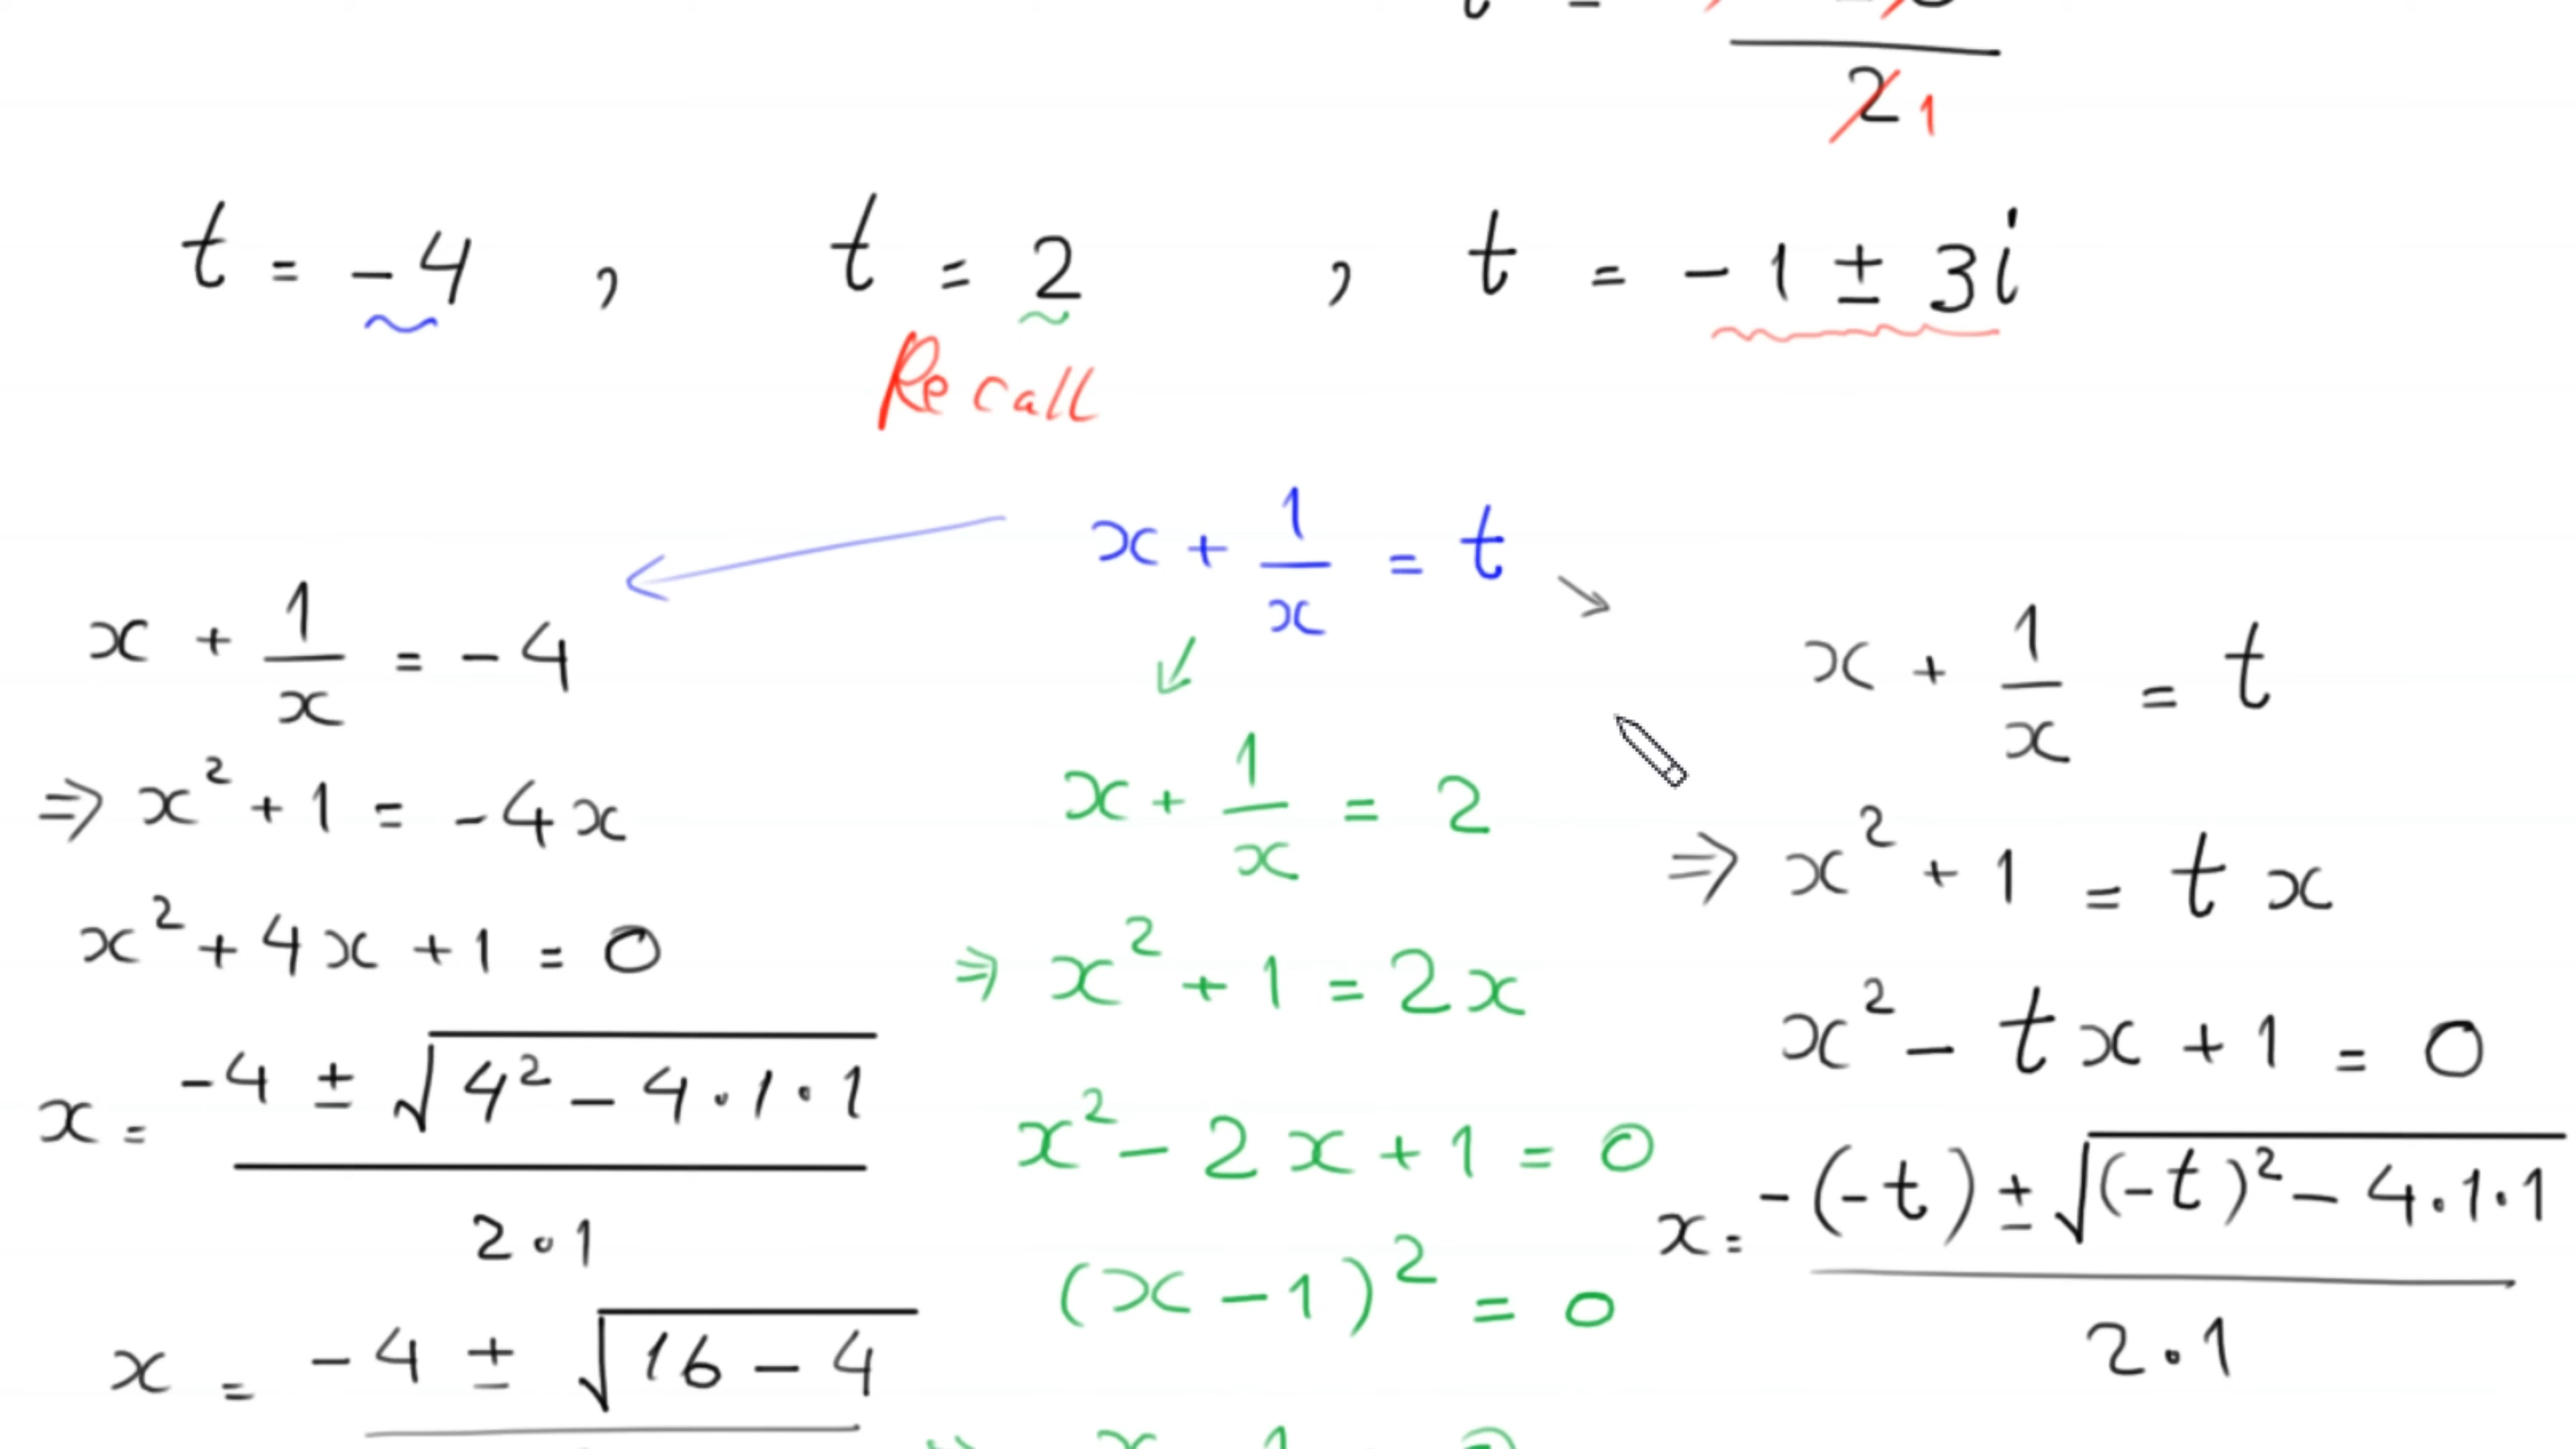 t =
2 1
t = -4 , t = 2 , t = -1 ± 3i
Recall
x + 1/x = t
x + 1/x = -4
⇒ x² + 1 = -4x
x² + 4x + 1 = 0
x = (-4 ± √(4² - 4·1·1)) / (2·1)
x = -4 ± √(16 - 4)
x + 1/x = 2
⇒ x² + 1 = 2x
x² - 2x + 1 = 0
(x - 1)² = 0
x + 1/x = t
⇒ x² + 1 = tx
x² - tx + 1 = 0
x = (-(-t) ± √((-t)² - 4·1·1)) / (2·1)